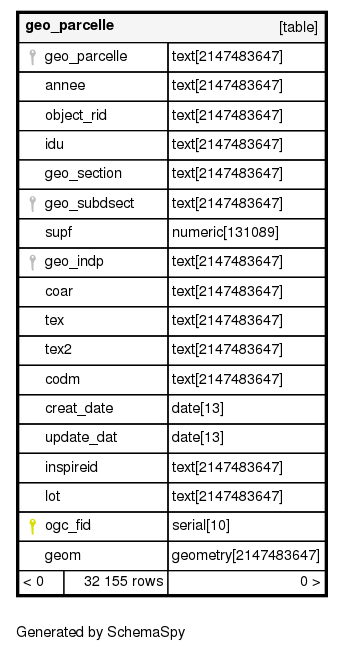 geo_parcelle [table]
geo_parcelle text[2147483647]
annee text[2147483647]
object_rid text[2147483647]
idu text[2147483647]
geo_section text[2147483647]
geo_subdsect text[2147483647]
supf numeric[131089]
geo_indp text[2147483647]
coar text[2147483647]
tex text[2147483647]
tex2 text[2147483647]
codm text[2147483647]
creat_date date[13]
update_dat date[13]
inspireid text[2147483647]
lot text[2147483647]
ogc_fid serial[10]
geom geometry[2147483647]
< 0 32 155 rows 0 >
Generated by SchemaSpy